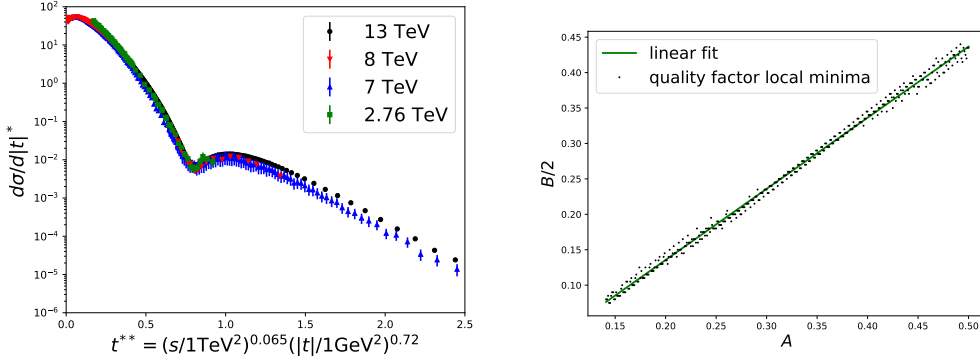 10²
10¹
10⁰
10⁻¹
10⁻²
10⁻³
10⁻⁴
10⁻⁵
10⁻⁶
dσ/d|t|*
13 TeV
8 TeV
7 TeV
2.76 TeV
0.0 0.5 1.0 1.5 2.0 2.5
t** = (s/1TeV²)^0.065(|t|/1GeV²)^0.72
0.45
0.40
0.35
0.30
0.25
0.20
0.15
0.10
B/2
linear fit
quality factor local minima
0.15 0.20 0.25 0.30 0.35 0.40 0.45 0.50
A